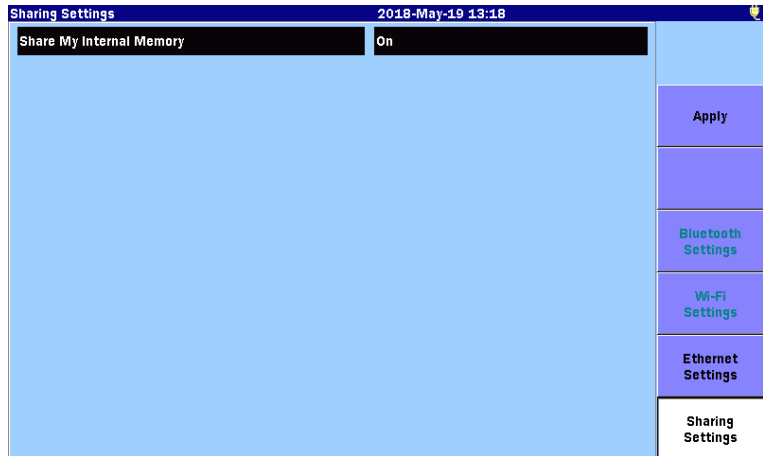 Sharing Settings 2018-May-19 13:18
Share My Internal Memory On
Apply
Bluetooth
Settings
Wi-Fi
Settings
Ethernet
Settings
Sharing
Settings